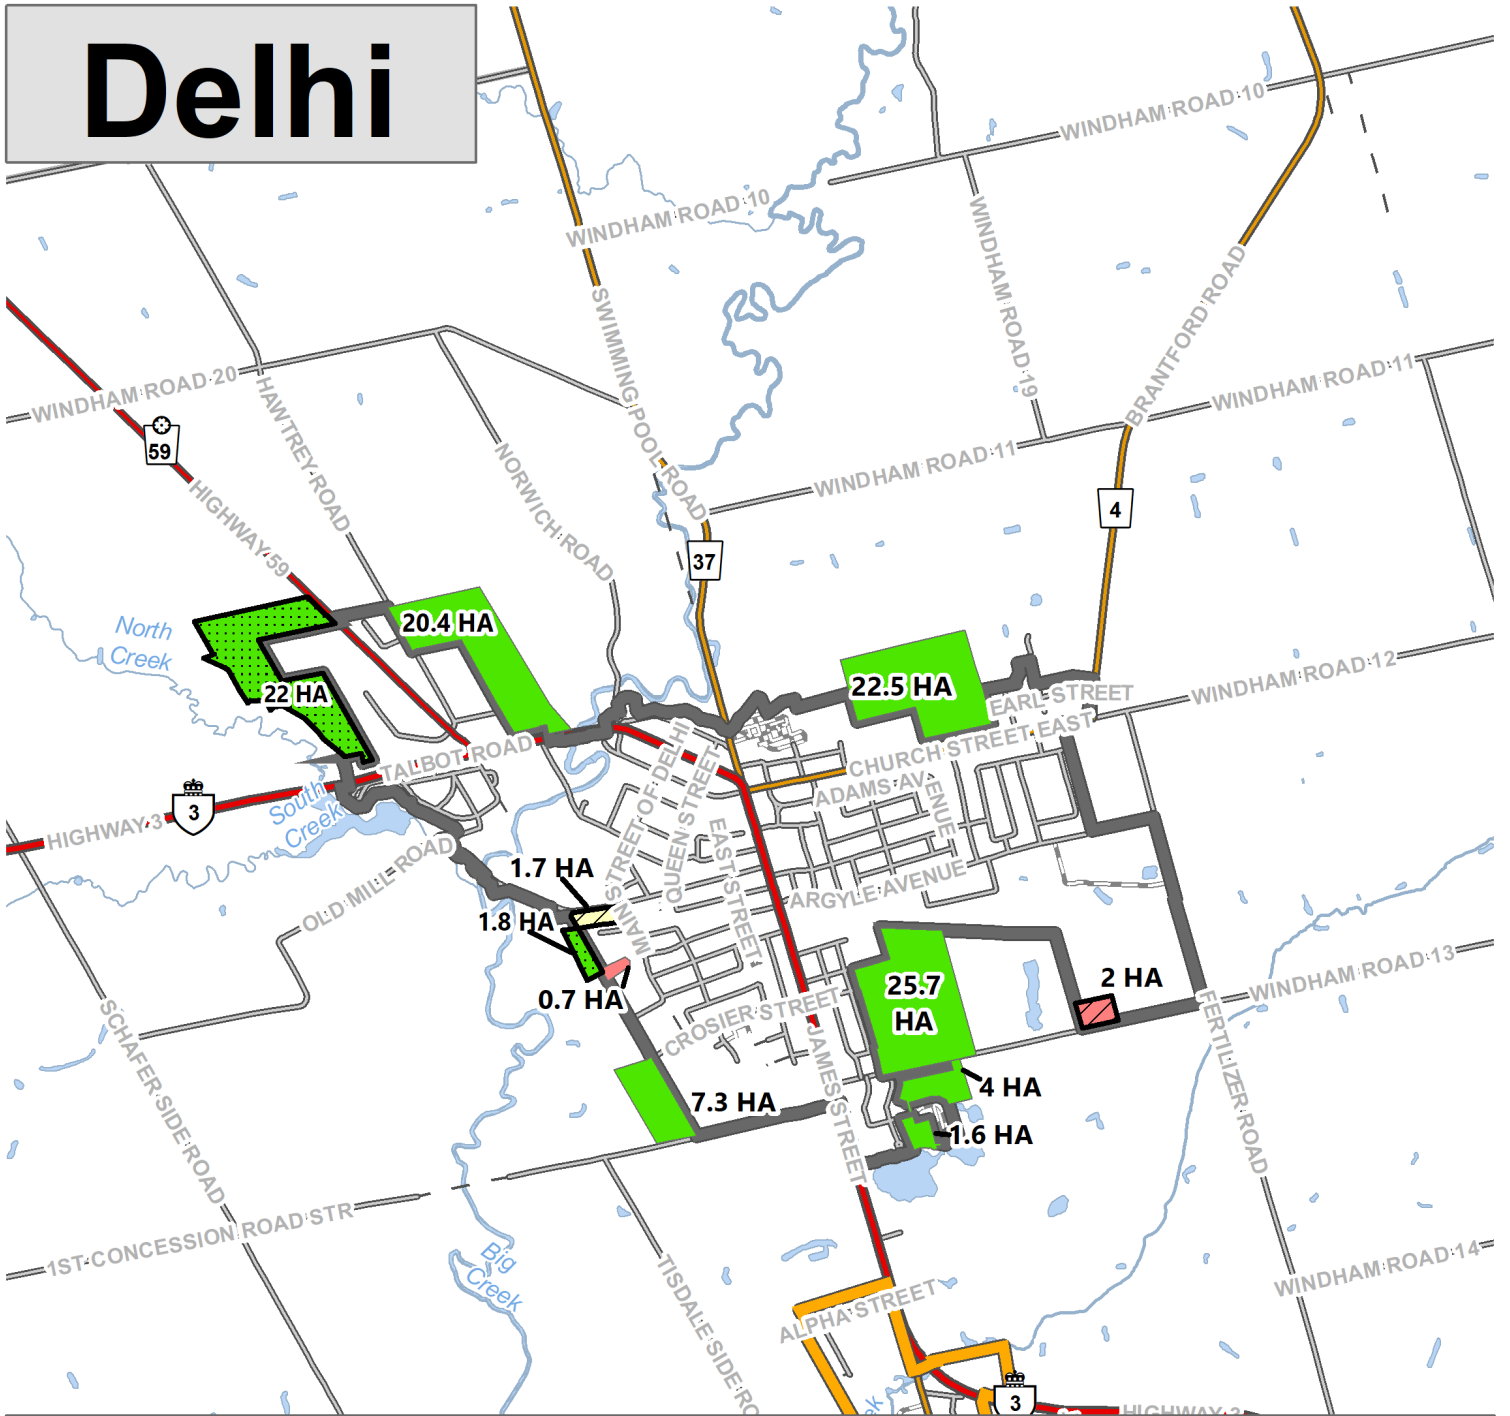 Delhi
WINDHAM ROAD 10
WINDHAM ROAD 10
WINDHAM ROAD 19
BRANTFORD ROAD
SWIMMING POOL ROAD
WINDHAM ROAD 20
HAWTREY ROAD
WINDHAM ROAD 11
WINDHAM ROAD 11
59
HIGHWAY 59
NORWICH ROAD
4
37
North
Creek
20.4 HA
22 HA
22.5 HA
EARL STREET
WINDHAM ROAD 12
CHURCH STREET EAST
TALBOT ROAD
ADAMS AV
AVENUE
3
HIGHWAY 3
South
Creek
OLD MILL ROAD
MAIN STREET OF DELHI
QUEEN STREET
EAST STREET
ARGYLE AVENUE
1.7 HA
1.8 HA
0.7 HA
25.7
HA
2 HA
WINDHAM ROAD 13
CROSIER STREET
JAMES STREET
FERTILIZER ROAD
SCHAFER SIDE ROAD
7.3 HA
4 HA
1.6 HA
1ST CONCESSION ROAD STR
Big
Creek
TISDALE SIDE RO
ALPHA STREET
WINDHAM ROAD 14
3
HIGHWAY 3